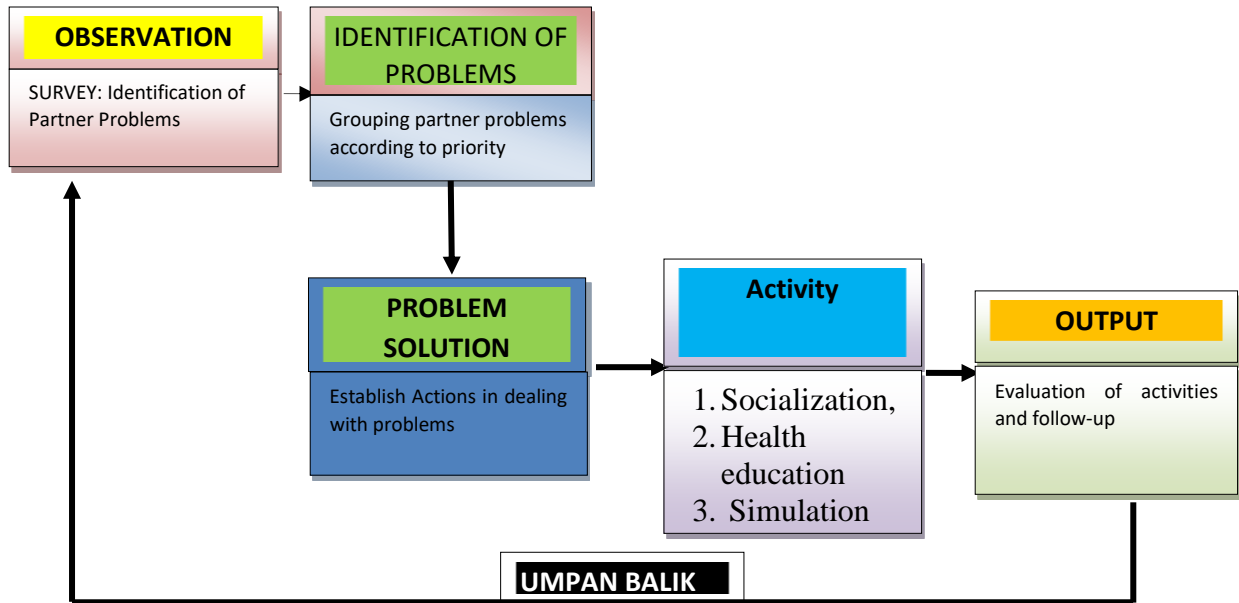 OBSERVATION
SURVEY: Identification of
Partner Problems
IDENTIFICATION OF
PROBLEMS
Grouping partner problems
according to priority
PROBLEM
SOLUTION
Establish Actions in dealing
with problems
Activity
1. Socialization,
2. Health
education
3. Simulation
OUTPUT
Evaluation of activities
and follow-up
UMPAN BALIK